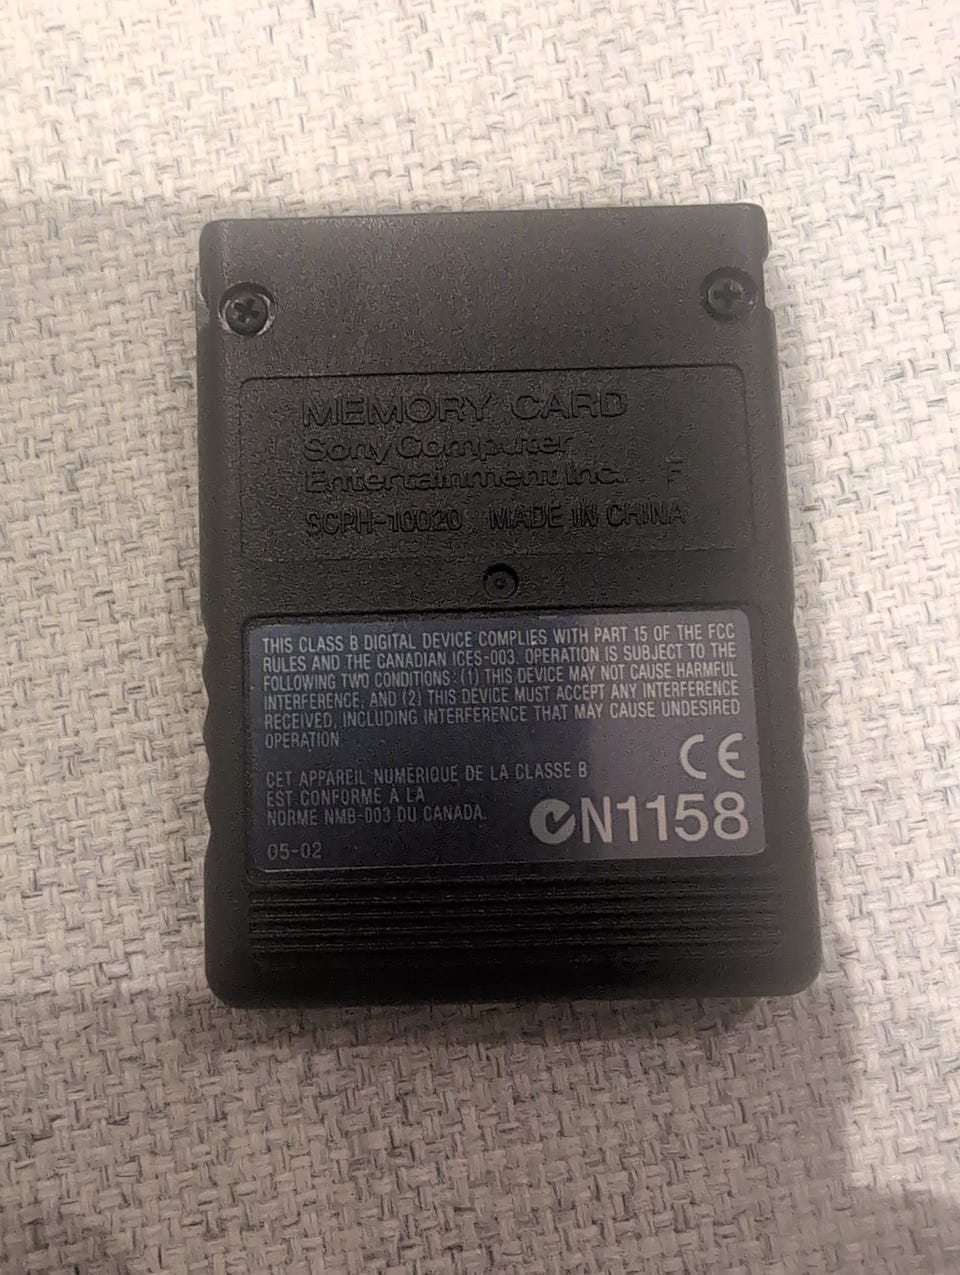 MEMORY CARD
Sony Computer
Entertainment Inc. F
SCPH-10020 MADE IN CHINA
THIS CLASS B DIGITAL DEVICE COMPLIES WITH PART 15 OF THE FCC
RULES AND THE CANADIAN ICES-003. OPERATION IS SUBJECT TO THE
FOLLOWING TWO CONDITIONS: (1) THIS DEVICE MAY NOT CAUSE HARMFUL
INTERFERENCE, AND (2) THIS DEVICE MUST ACCEPT ANY INTERFERENCE
RECEIVED, INCLUDING INTERFERENCE THAT MAY CAUSE UNDESIRED
OPERATION
CET APPAREIL NUMÉRIQUE DE LA CLASSE B
EST CONFORME À LA
NORME NMB-003 DU CANADA.
05-02
CE
N1158